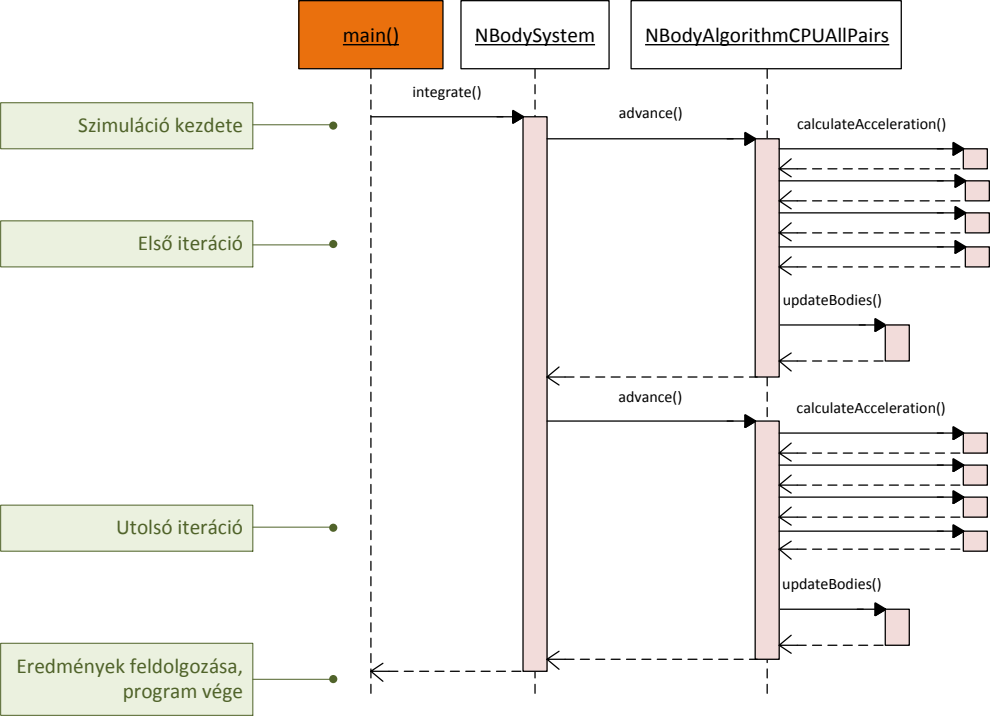 main()
NBodySystem
NBodyAlgorithmCPUAllPairs
integrate()
Szimuláció kezdete
advance()
calculateAcceleration()
Első iteráció
updateBodies()
advance()
calculateAcceleration()
Utolsó iteráció
updateBodies()
Eredmények feldolgozása,
program vége